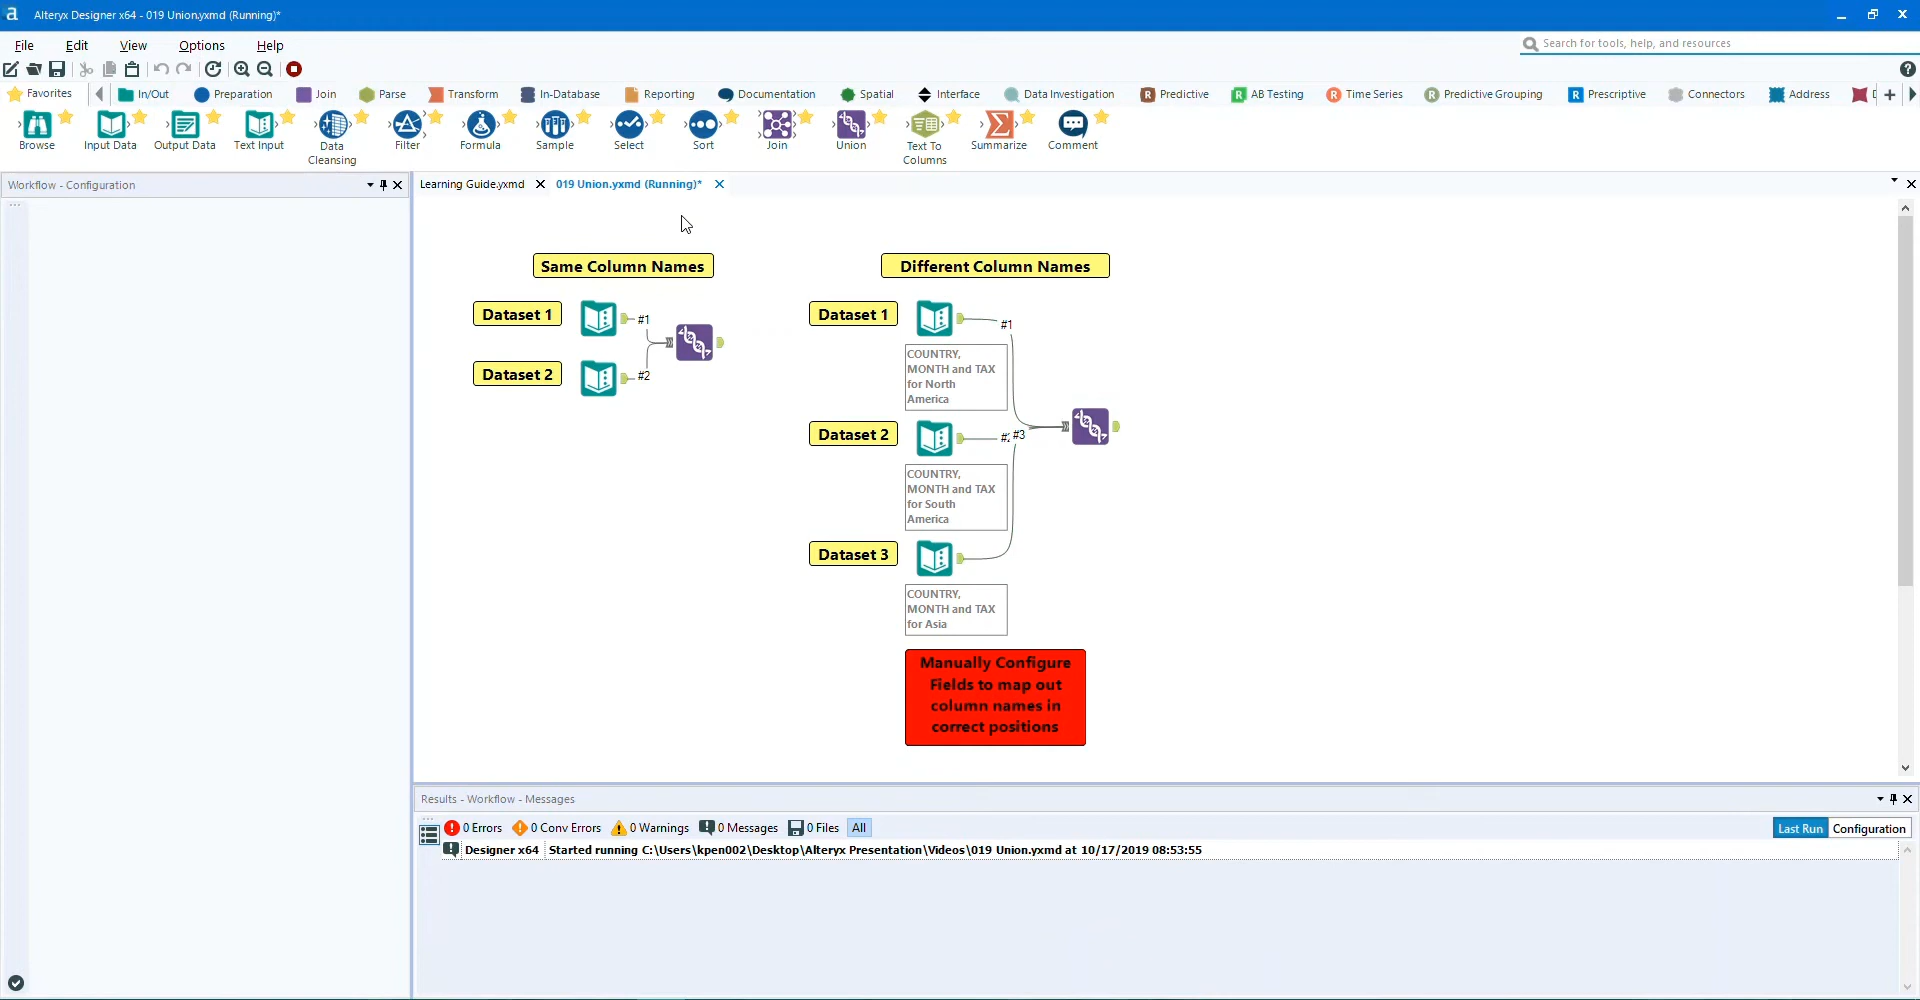 Alteryx Designer x64 - 019 Union.yxmd (Running)*
File Edit View Options Help
Search for tools, help, and resources
Favorites In/Out Preparation Join Parse Transform In-Database Reporting Documentation Spatial Interface Data Investigation Predictive AB Testing Time Series Predictive Grouping Prescriptive Connectors Address
Browse Input Data Output Data Text Input Data Cleansing Filter Formula Sample Select Sort Join Union Text To Columns Summarize Comment
Workflow - Configuration
Learning Guide.yxmd 019 Union.yxmd (Running)*
Same Column Names
Dataset 1
#1
Dataset 2
#2
Different Column Names
Dataset 1
#1
COUNTRY,
MONTH and TAX
for North
America
Dataset 2
#3
COUNTRY,
MONTH and TAX
for South
America
Dataset 3
COUNTRY,
MONTH and TAX
for Asia
Manually Configure
Fields to map out
column names in
correct positions
Results - Workflow - Messages
0 Errors 0 Conv Errors 0 Warnings 0 Messages 0 Files All
Last Run Configuration
Designer x64 Started running C:\Users\kpen002\Desktop\Alteryx Presentation\Videos\019 Union.yxmd at 10/17/2019 08:53:55